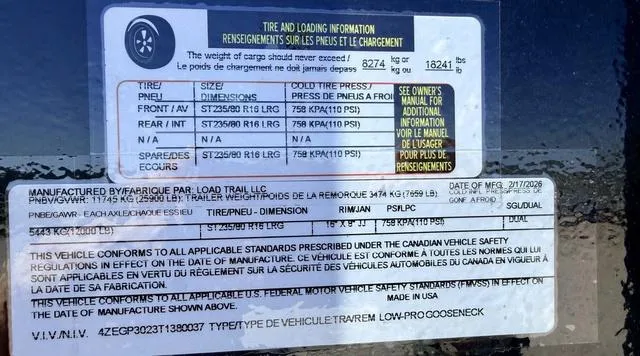 TIRE AND LOADING INFORMATION
RENSEIGNEMENTS SUR LES PNEUS ET LE CHARGEMENT
The weight of cargo should never exceed / kg or lbs
Le poids de chargement ne doit jamais depass 8274 kg ou 18241 lb
TIRE/ SIZE/ COLD TIRE PRESS./
PNEU DIMENSIONS PRESS DE PNEUS A FROI
FRONT / AV ST235/80 R16 LRG 758 KPA(110 PSI)
REAR / INT ST235/80 R16 LRG 758 KPA(110 PSI)
N / A N / A N / A
SPARE/DES ST235/80 R16 LRG 758 KPA(110 PSI)
ECOURS
SEE OWNER'S
MANUAL FOR
ADDITIONAL
INFORMATION
VOIR LE MANUEL
DE L'USAGER
POUR PLUS DE
RENSEIGNEMENTS
MANUFACTURED BY/FABRIQUE PAR: LOAD TRAIL LLC DATE OF MFG 2/17/2026
PNBV/GVWR: 11745 KG (25900 LB): TRAILER WEIGHT/POIDS DE LA REMORQUE 3474 KG (7659 LB) COLD INFL PRESS/PRESS DE
GONF A FROID
PNBE/GAWR - EACH AXLE/CHAQUE ESSIEU TIRE/PNEU - DIMENSION RIM/JAN PSI/LPC SGL/DUAL
5443 KG(12000 LB) ST235/80 R16 LRG 16" X 6" JJ 758 KPA(110 PSI) DUAL
THIS VEHICLE CONFORMS TO ALL APPLICABLE STANDARDS PRESCRIBED UNDER THE CANADIAN VEHICLE SAFETY
REGULATIONS IN EFFECT ON THE DATE OF MANUFACTURE. CE VÉHICULE EST CONFORME À TOUTES LES NORMES QUI LUI
SONT APPLICABLES EN VERTU DU RÈGLEMENT SUR LA SÉCURITÉ DES VÉHICULES AUTOMOBILES DU CANADA EN VIGUEUR À
LA DATE DE SA FABRICATION.
THIS VEHICLE CONFORMS TO ALL APPLICABLE U.S. FEDERAL MOTOR VEHICLE SAFETY STANDARDS (FMVSS) IN EFFECT ON
THE DATE OF MANUFACTURE SHOWN ABOVE. MADE IN USA
V.I.V./N.I.V. 4ZEGP3023T1380037 TYPE/TYPE DE VEHICULE:TRA/REM LOW-PRO GOOSENECK